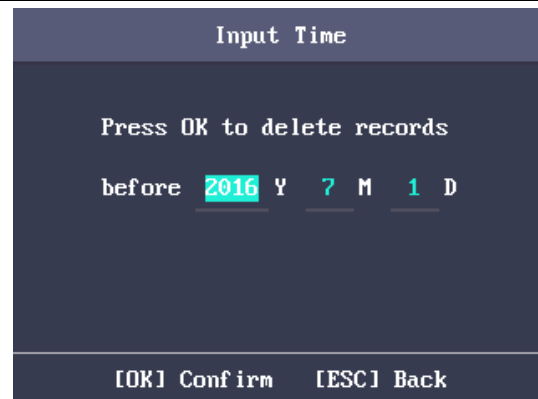 Input Time
Press OK to delete records
before 2016 Y 7 M 1 D
[OK] Confirm [ESC] Back